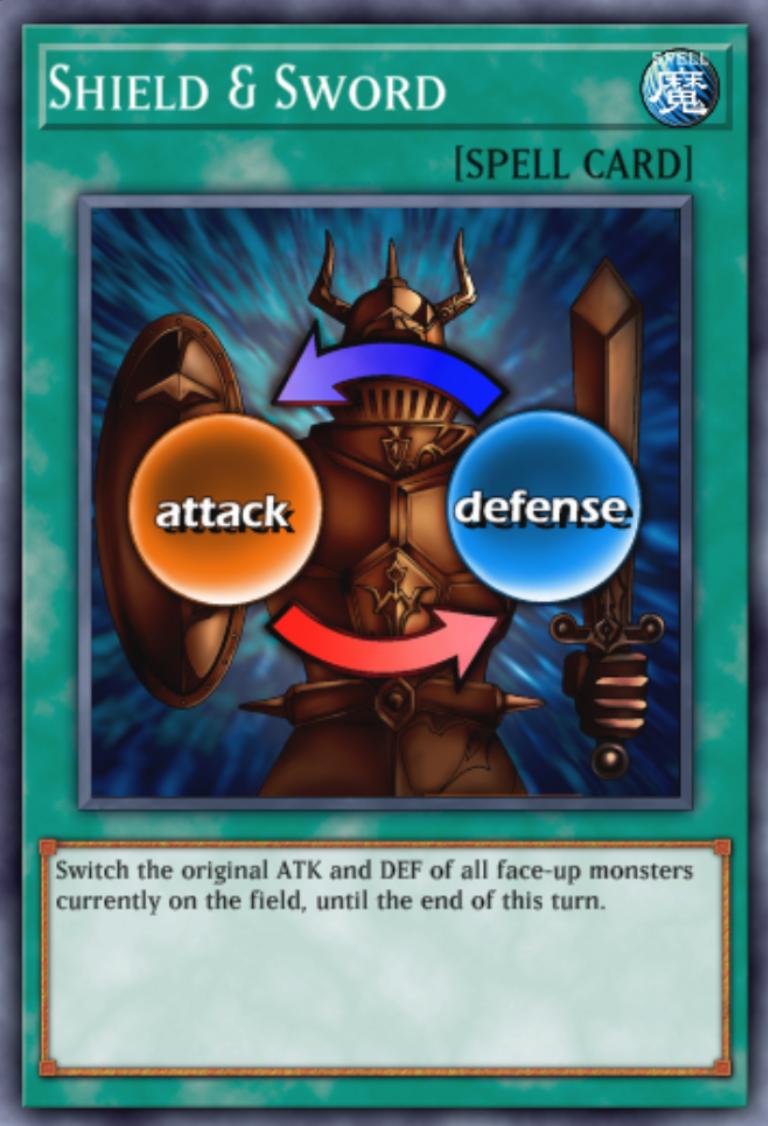 SHIELD & SWORD
SPELL
魔
[SPELL CARD]
attack
defense
Switch the original ATK and DEF of all face-up monsters
currently on the field, until the end of this turn.